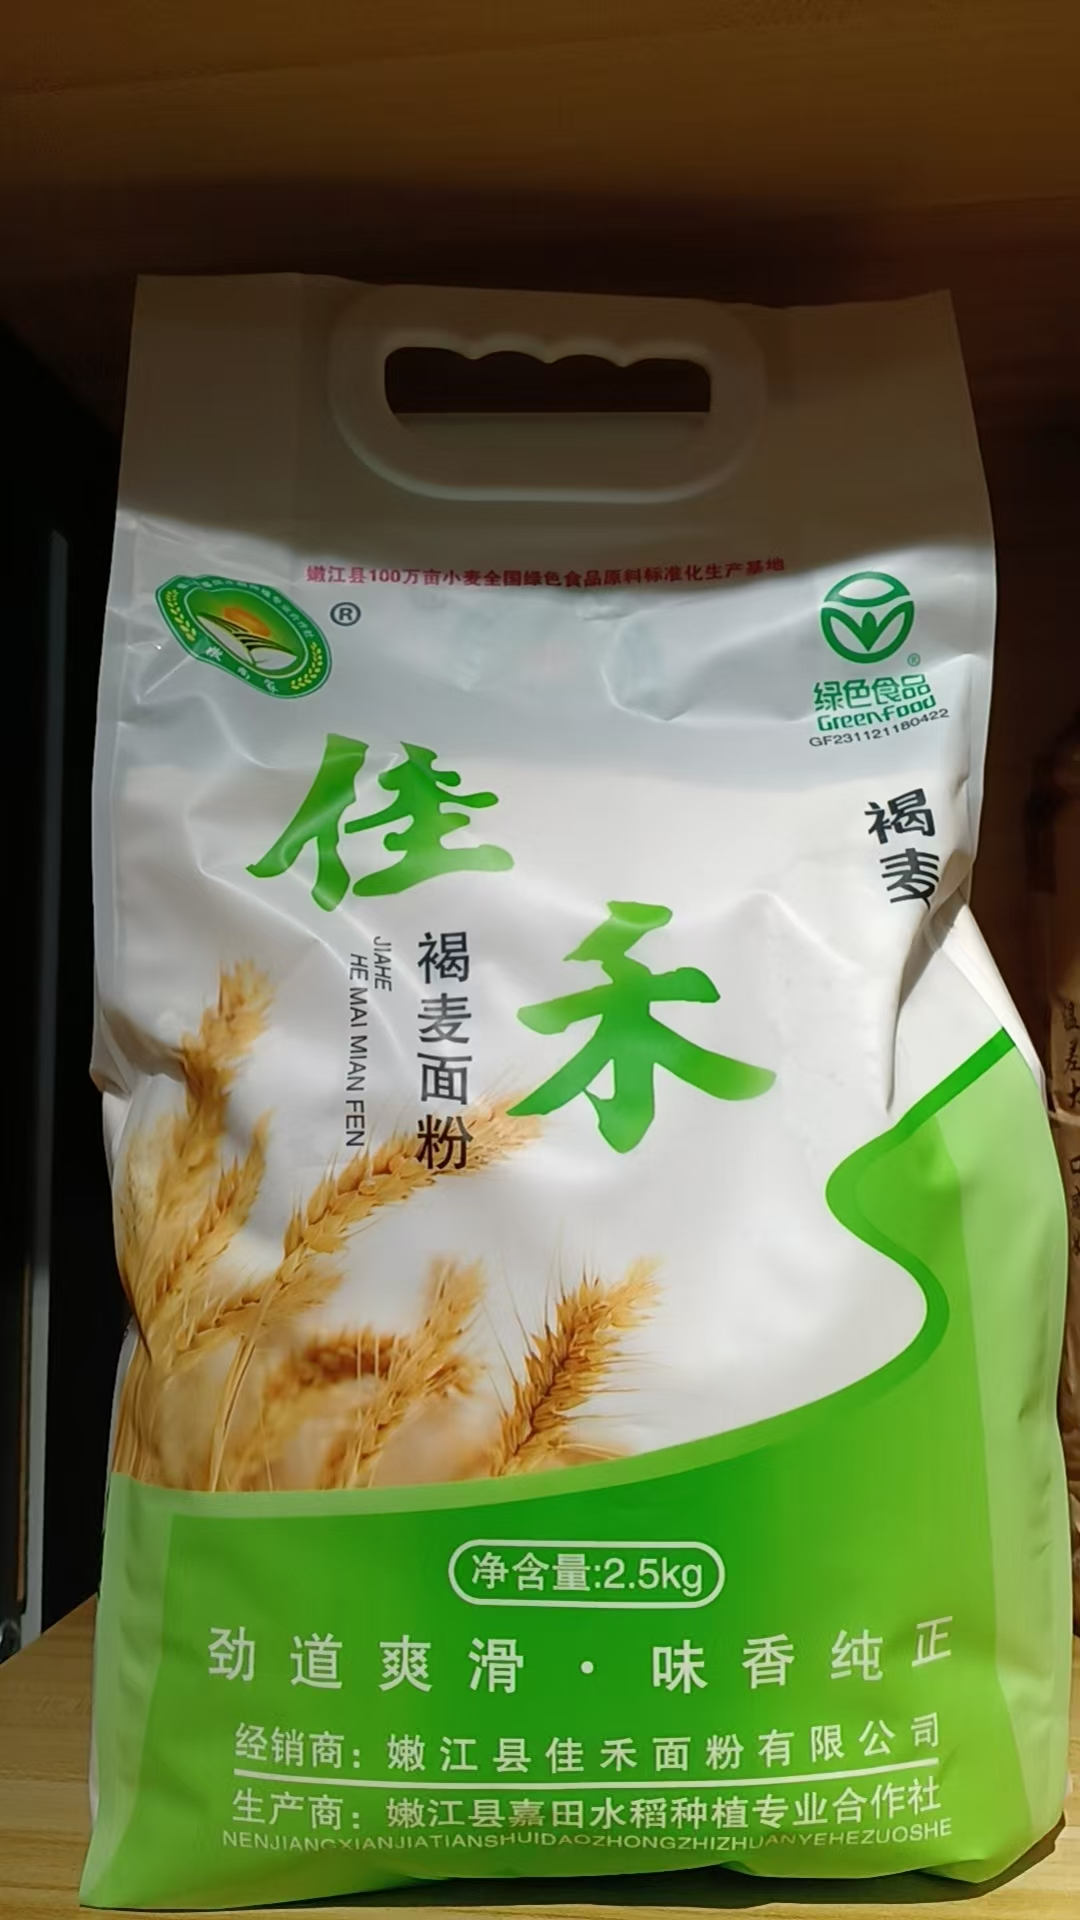 嫩江县100万亩小麦全国绿色食品原料标准化生产基地
®
®
绿色食品
GreenFood
GF231121180422
佳禾
褐麦
褐麦面粉
JIAHE
HE MAI MIAN FEN
净含量:2.5kg
劲道爽滑·味香纯正
经销商：嫩江县佳禾面粉有限公司
生产商：嫩江县嘉田水稻种植专业合作社
NENJIANGXIANJIATIANSHUIDAOZHONGZHIZHUANYEHEZUOSHE